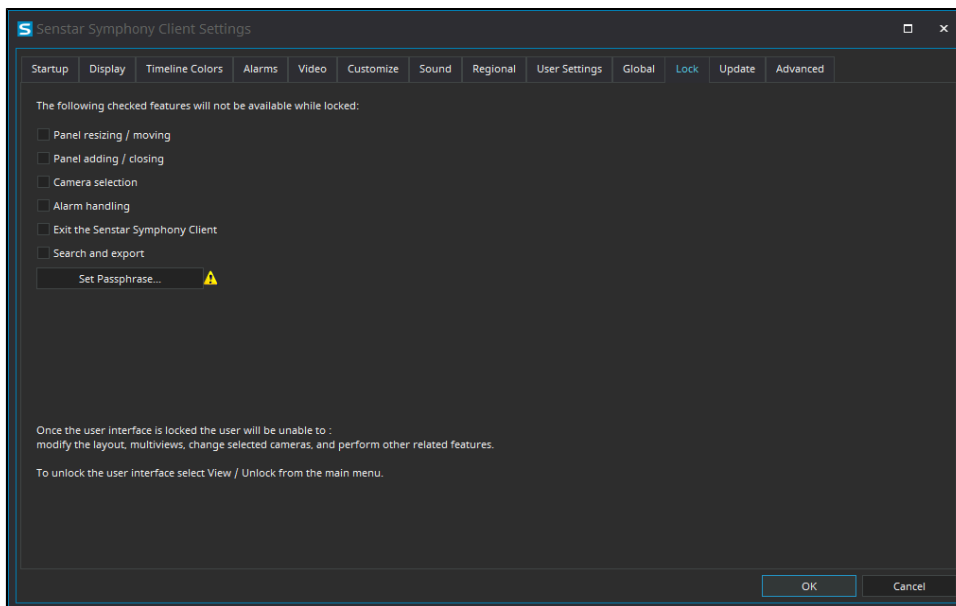 Senstar Symphony Client Settings
Startup Display Timeline Colors Alarms Video Customize Sound Regional User Settings Global Lock Update Advanced
The following checked features will not be available while locked:
Panel resizing / moving
Panel adding / closing
Camera selection
Alarm handling
Exit the Senstar Symphony Client
Search and export
Set Passphrase...
Once the user interface is locked the user will be unable to :
modify the layout, multiviews, change selected cameras, and perform other related features.
To unlock the user interface select View / Unlock from the main menu.
OK Cancel